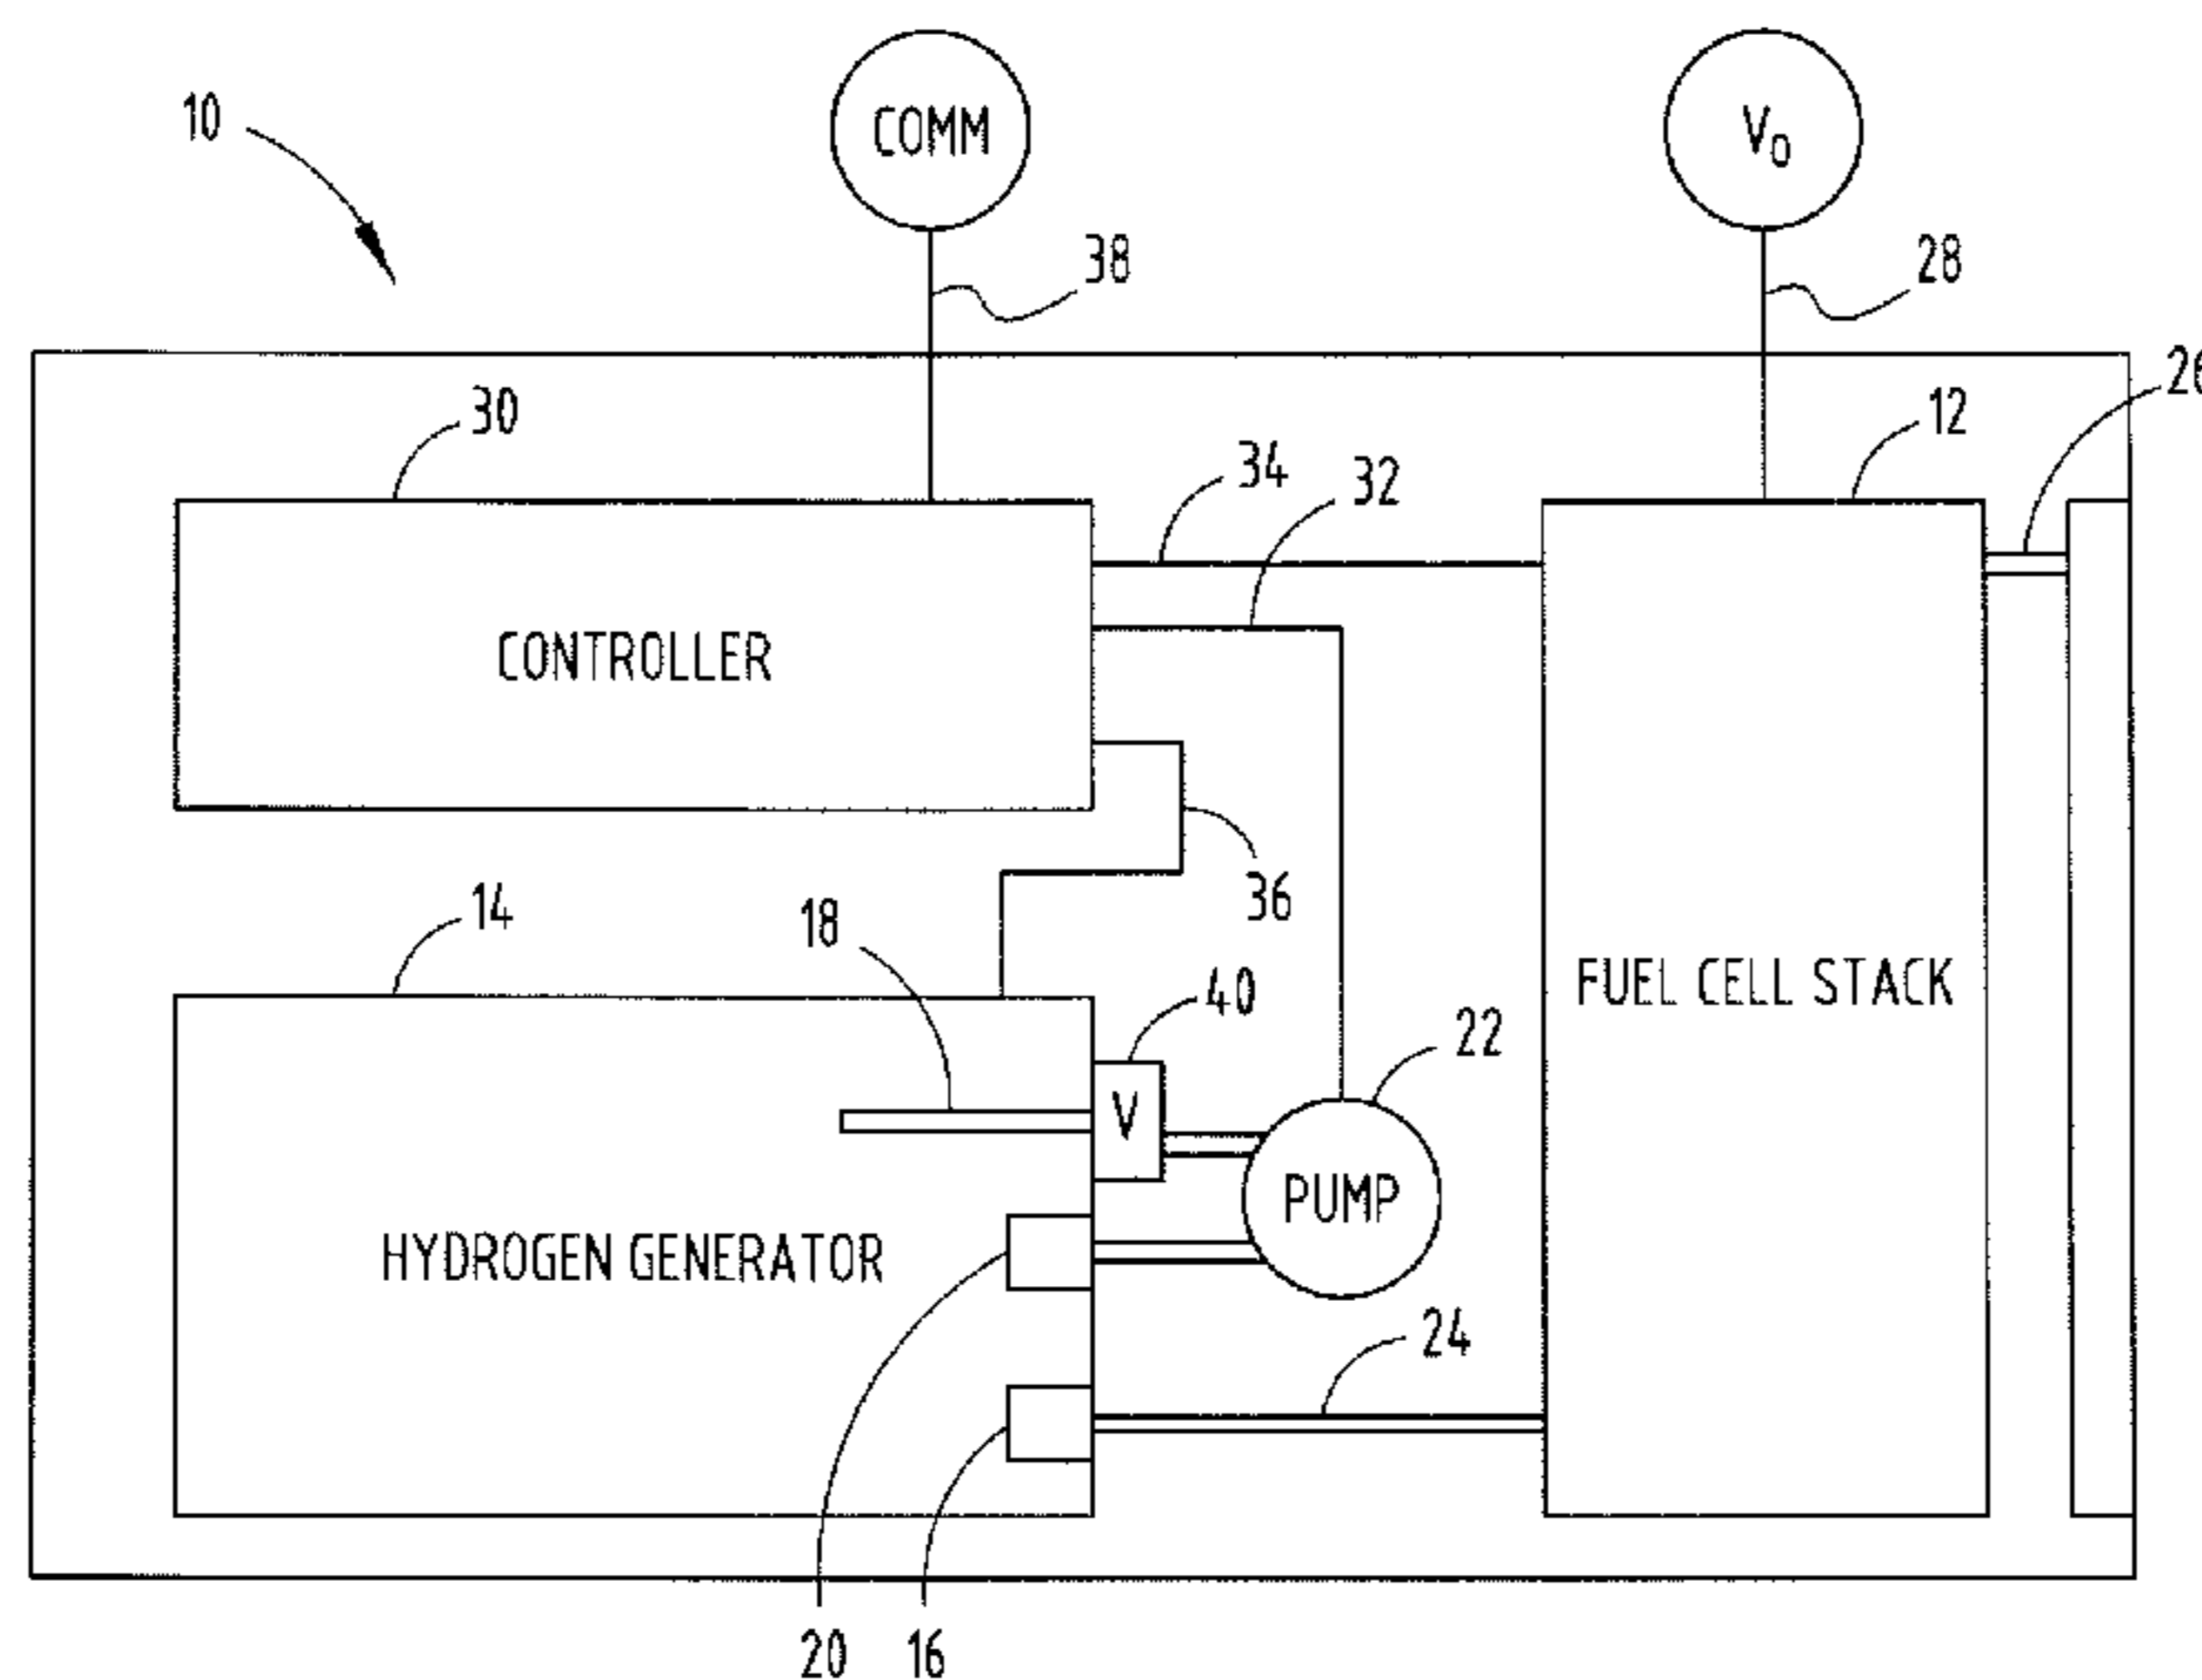 10
COMM
V0
38
28
26
30
12
34
32
CONTROLLER
36
14
18
40
22
FUEL CELL STACK
V
PUMP
HYDROGEN GENERATOR
24
20
16